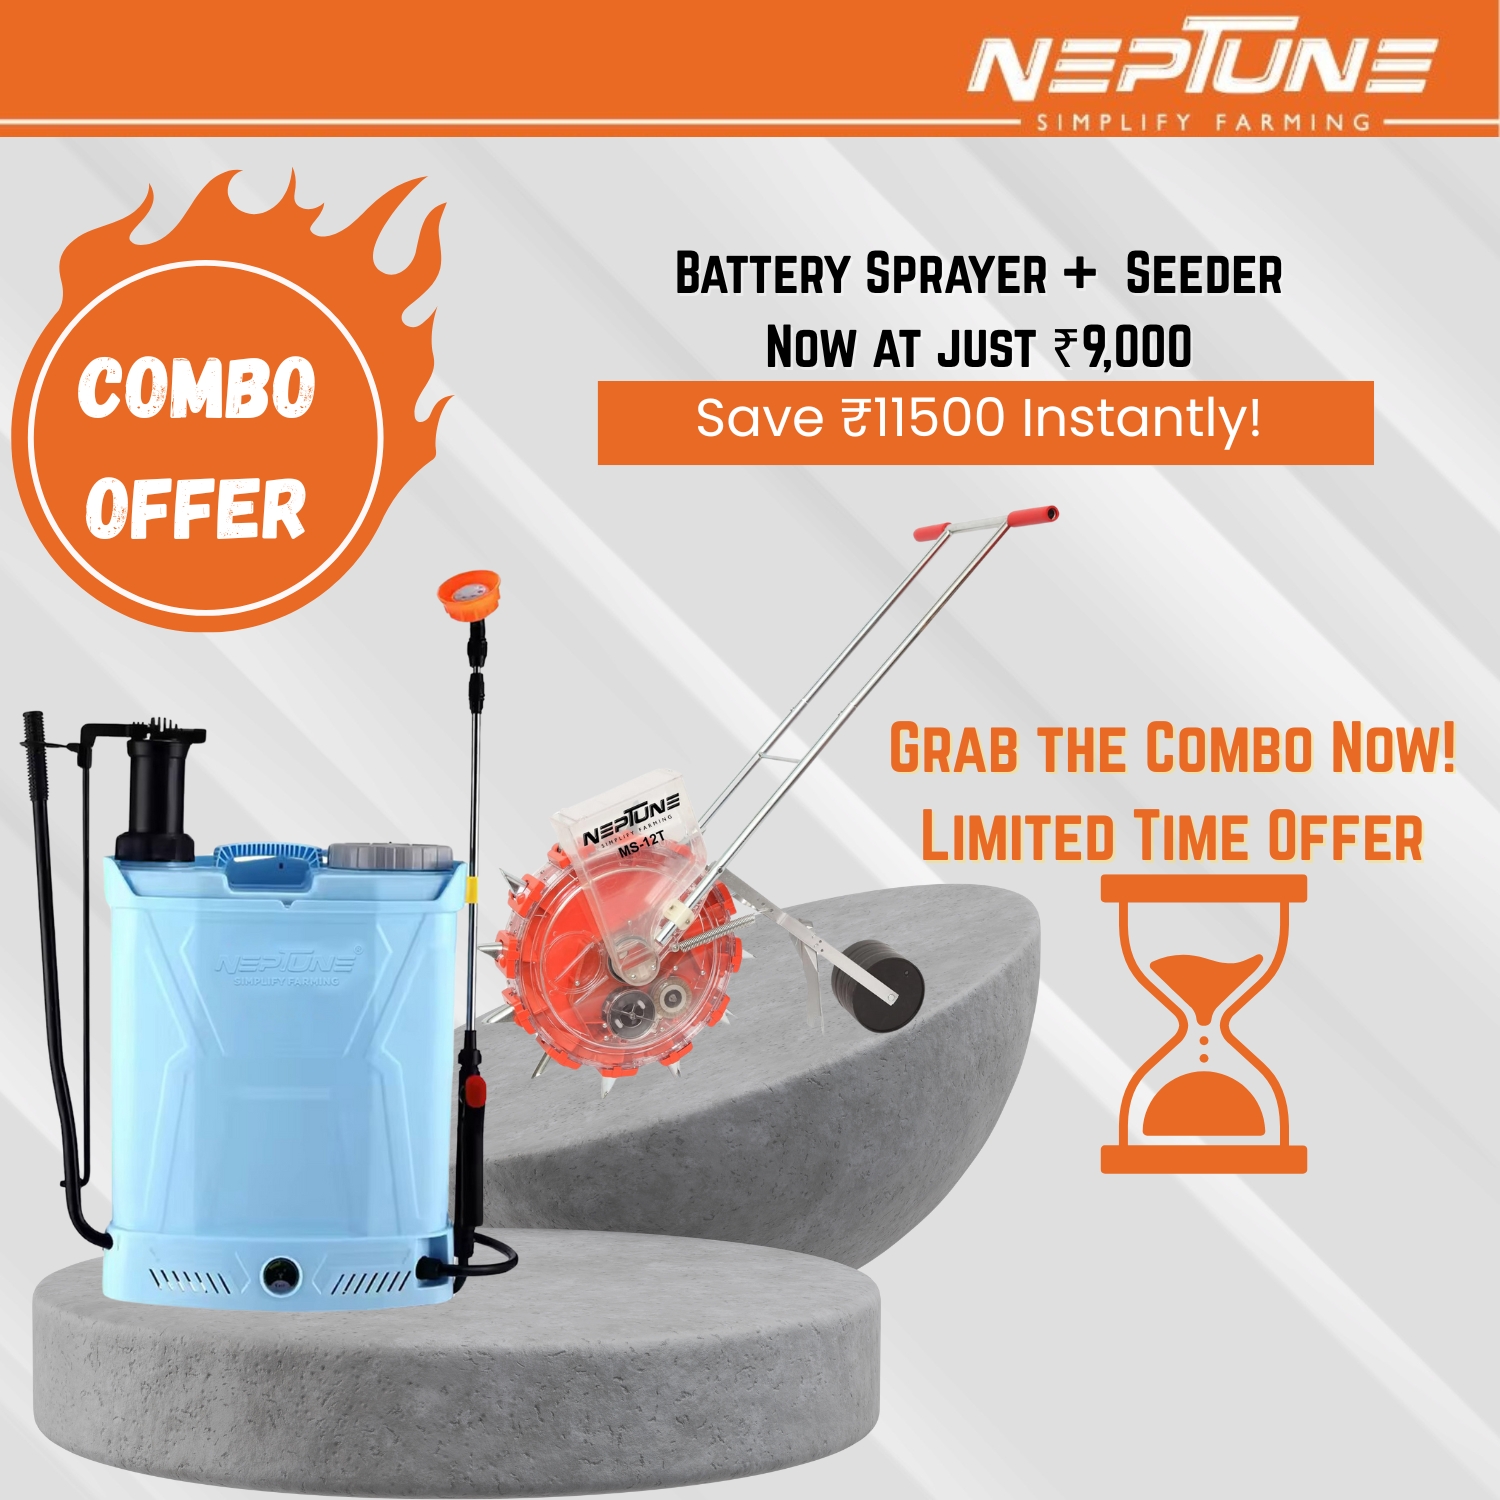 NEPTUNE
SIMPLIFY FARMING
COMBO
OFFER
BATTERY SPRAYER + SEEDER
NOW AT JUST ₹9,000
Save ₹11500 Instantly!
GRAB THE COMBO NOW!
LIMITED TIME OFFER
NEPTUNE
SIMPLIFY FARMING
MS-12T
NEPTUNE®
SIMPLIFY FARMING